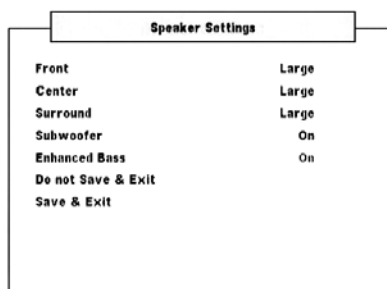 Speaker Settings
Front Large
Center Large
Surround Large
Subwoofer On
Enhanced Bass On
Do not Save & Exit
Save & Exit